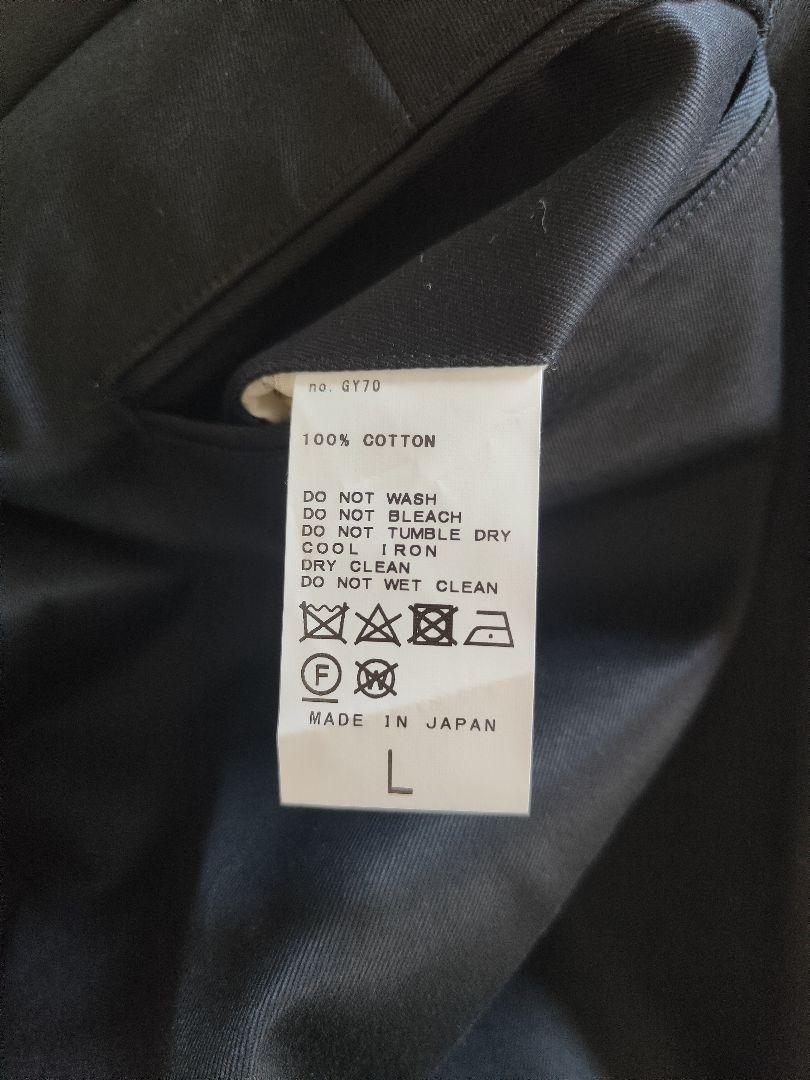 no. GY70
100% COTTON
DO NOT WASH
DO NOT BLEACH
DO NOT TUMBLE DRY
COOL IRON
DRY CLEAN
DO NOT WET CLEAN
F W
MADE IN JAPAN
L